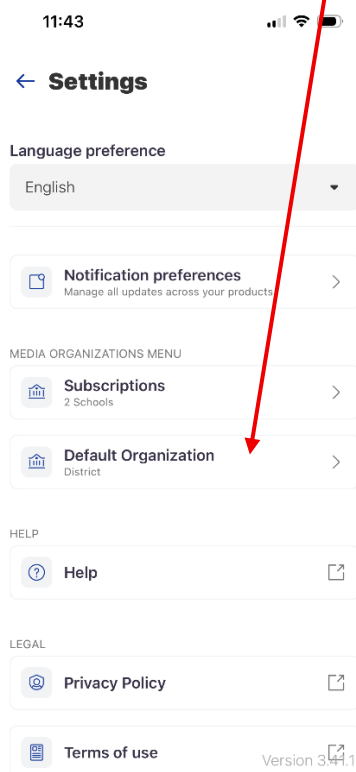 11:43
Settings
Language preference
English
Notification preferences
Manage all updates across your products
MEDIA ORGANIZATIONS MENU
Subscriptions
2 Schools
Default Organization
District
HELP
Help
LEGAL
Privacy Policy
Terms of use
Version 3.41.1